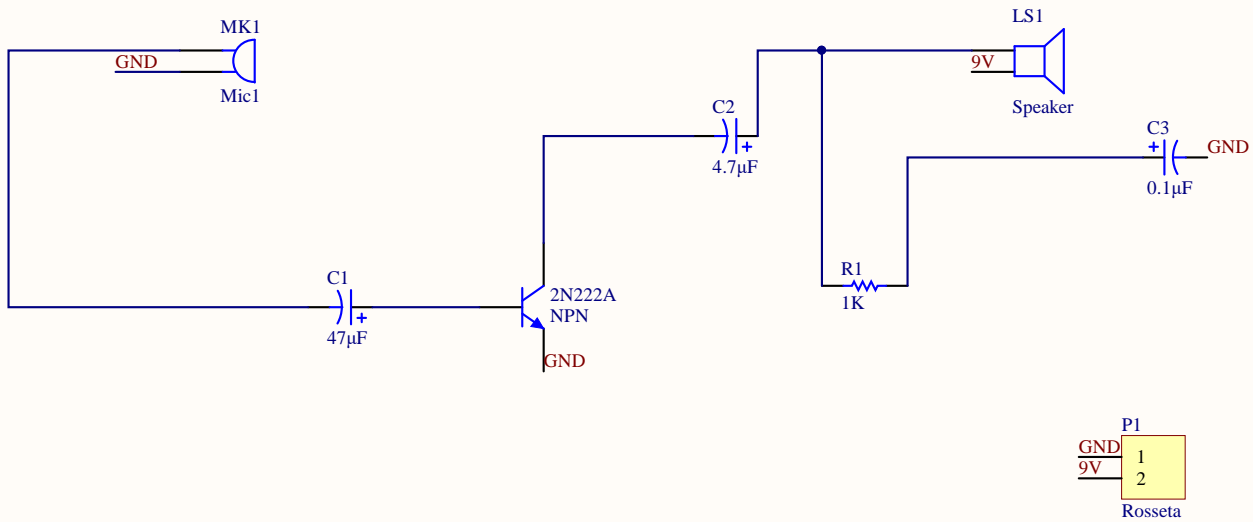 MK1
GND
Mic1
LS1
9V
Speaker
C2
+
4.7µF
C3
+
GND
0.1µF
R1
1K
C1
+
47µF
2N222A
NPN
GND
P1
GND 1
9V 2
Rosseta